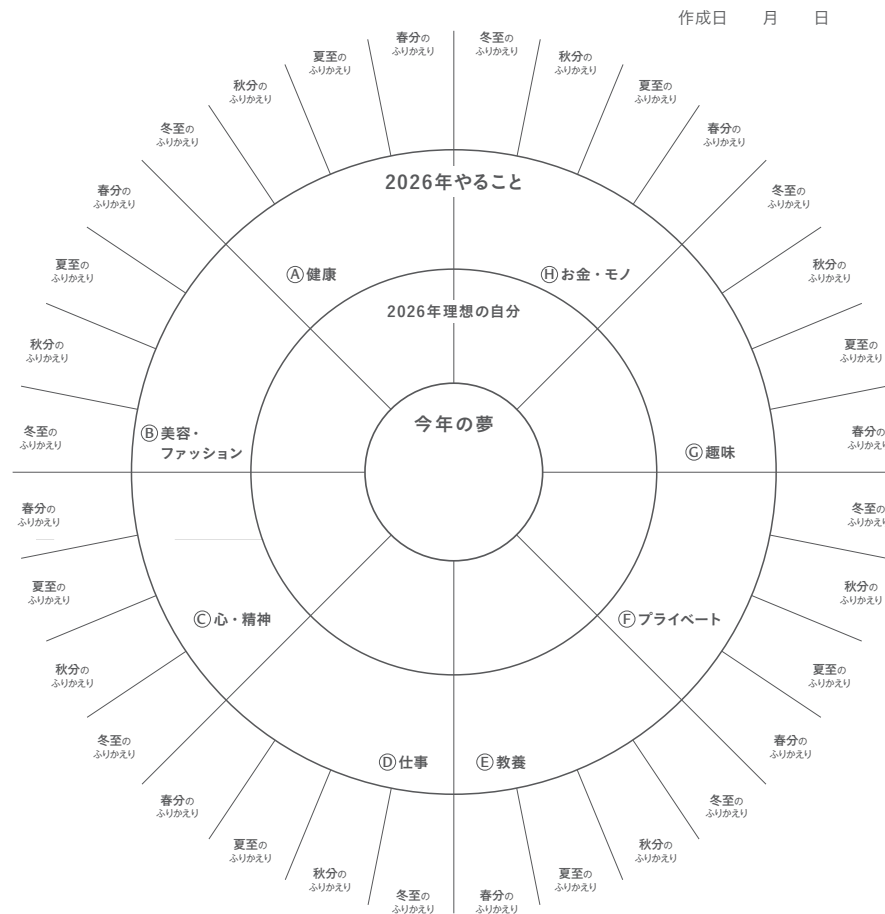 作成日 月 日
春分の
ふりかえり
冬至の
ふりかえり
夏至の
ふりかえり
秋分の
ふりかえり
秋分の
ふりかえり
夏至の
ふりかえり
冬至の
ふりかえり
春分の
ふりかえり
2026年やること
春分の
ふりかえり
冬至の
ふりかえり
夏至の
ふりかえり
秋分の
ふりかえり
Ⓐ健康
Ⓗお金・モノ
2026年理想の自分
秋分の
ふりかえり
夏至の
ふりかえり
今年の夢
冬至の
ふりかえり
Ⓑ美容・
ファッション
Ⓖ趣味
春分の
ふりかえり
春分の
ふりかえり
冬至の
ふりかえり
夏至の
ふりかえり
秋分の
ふりかえり
Ⓒ心・精神
Ⓕプライベート
秋分の
ふりかえり
夏至の
ふりかえり
冬至の
ふりかえり
春分の
ふりかえり
Ⓓ仕事
Ⓔ教養
春分の
ふりかえり
冬至の
ふりかえり
夏至の
ふりかえり
秋分の
ふりかえり
秋分の
ふりかえり
夏至の
ふりかえり
冬至の
ふりかえり
春分の
ふりかえり